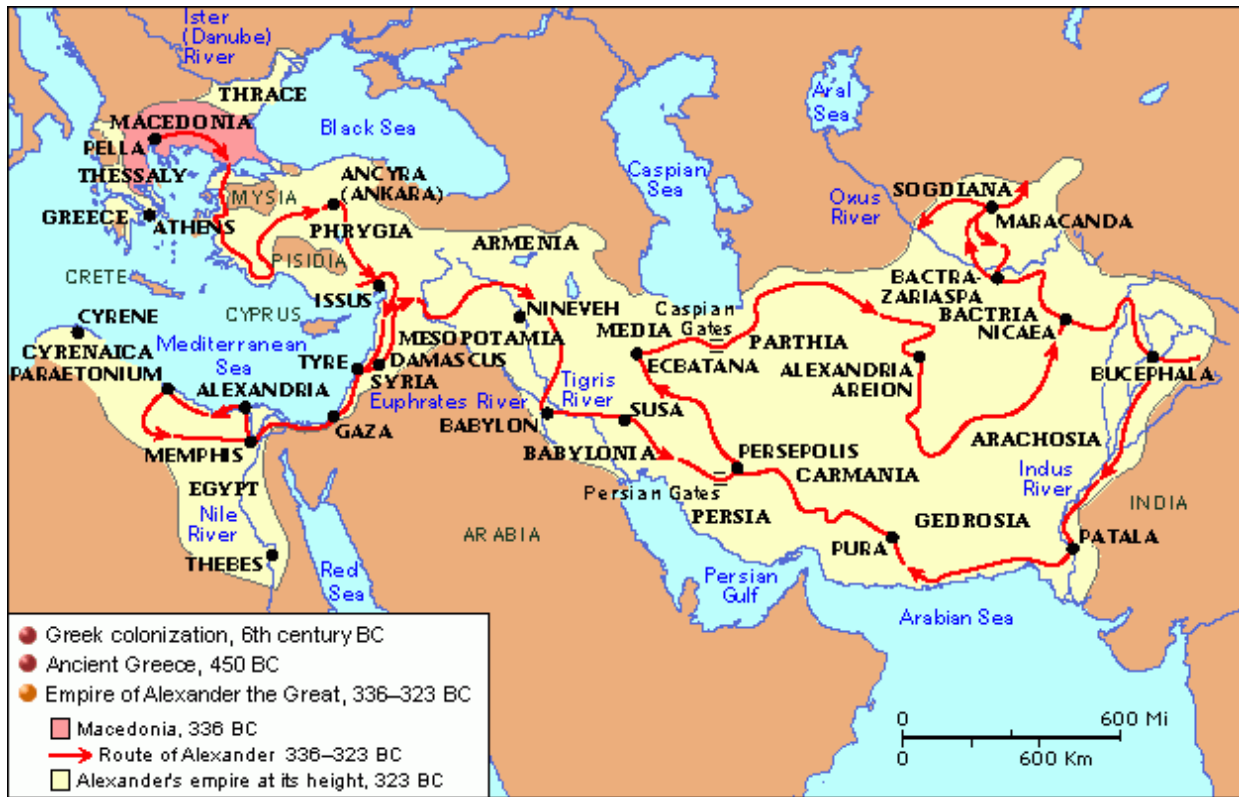 Ister
(Danube)
River
THRACE
MACEDONIA
PELLA
THESSALY
GREECE
ATHENS
MYSIA
Black Sea
ANCYRA
(ANKARA)
PHRYGIA
PISIDIA
ARMENIA
CRETE
CYPRUS
ISSUS
Caspian
Sea
Aral
Sea
Oxus
River
SOGDIANA
MARACANDA
BACTRA-
ZARIASPA
BACTRIA
NICAEA
CYRENE
CYRENAICA
PARAETONIUM
Mediterranean
Sea
ALEXANDRIA
TYRE
DAMASCUS
SYRIA
MESOPOTAMIA
NINEVEH
MEDIA
Caspian
Gates
ECBATANA
PARTHIA
ALEXANDRIA
AREION
BUCEPHALA
Euphrates River
Tigris
River
GAZA
BABYLON
SUSA
BABYLONIA
MEMPHIS
EGYPT
Nile
River
THEBES
Red
Sea
ARABIA
Persian Gates
PERSEPOLIS
CARMANIA
PERSIA
ARACHOSIA
Indus
River
INDIA
GEDROSIA
PURA
PATALA
Persian
Gulf
Arabian Sea
Greek colonization, 6th century BC
Ancient Greece, 450 BC
Empire of Alexander the Great, 336–323 BC
Macedonia, 336 BC
Route of Alexander 336–323 BC
Alexander's empire at its height, 323 BC
0 600 Mi
0 600 Km